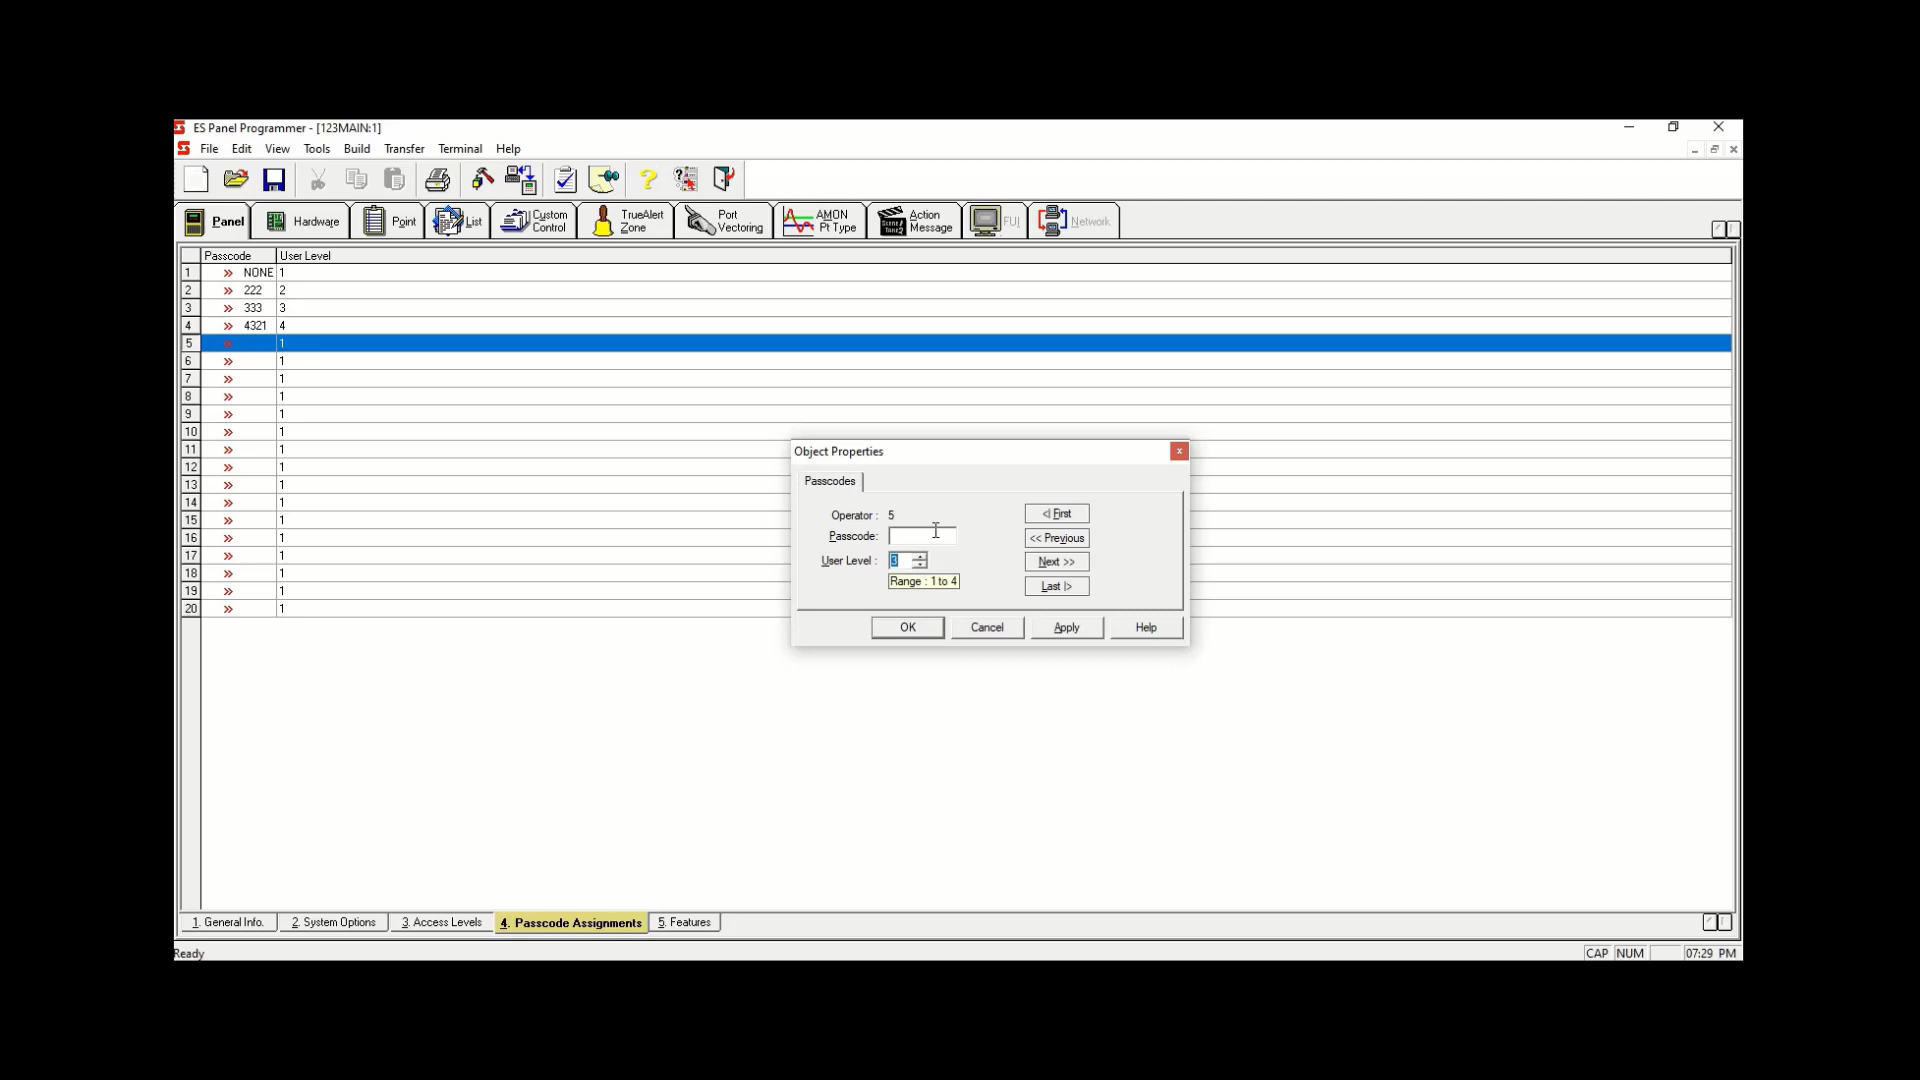 ES Panel Programmer - [123MAIN:1]
File Edit View Tools Build Transfer Terminal Help
Panel Hardware Point List Custom Control TrueAlert Zone Port Vectoring AMON Pt Type Action Message FUI Network
Passcode User Level
1 » NONE 1
2 » 222 2
3 » 333 3
4 » 4321 4
5 » 1
6 » 1
7 » 1
8 » 1
9 » 1
10 » 1
11 » 1
12 » 1
13 » 1
14 » 1
15 » 1
16 » 1
17 » 1
18 » 1
19 » 1
20 » 1
Object Properties
Passcodes
Operator : 5
Passcode:
User Level : 3
Range : 1 to 4
<| First
<< Previous
Next >>
Last |>
OK Cancel Apply Help
1. General Info. 2. System Options 3. Access Levels 4. Passcode Assignments 5. Features
Ready CAP NUM 07:29 PM